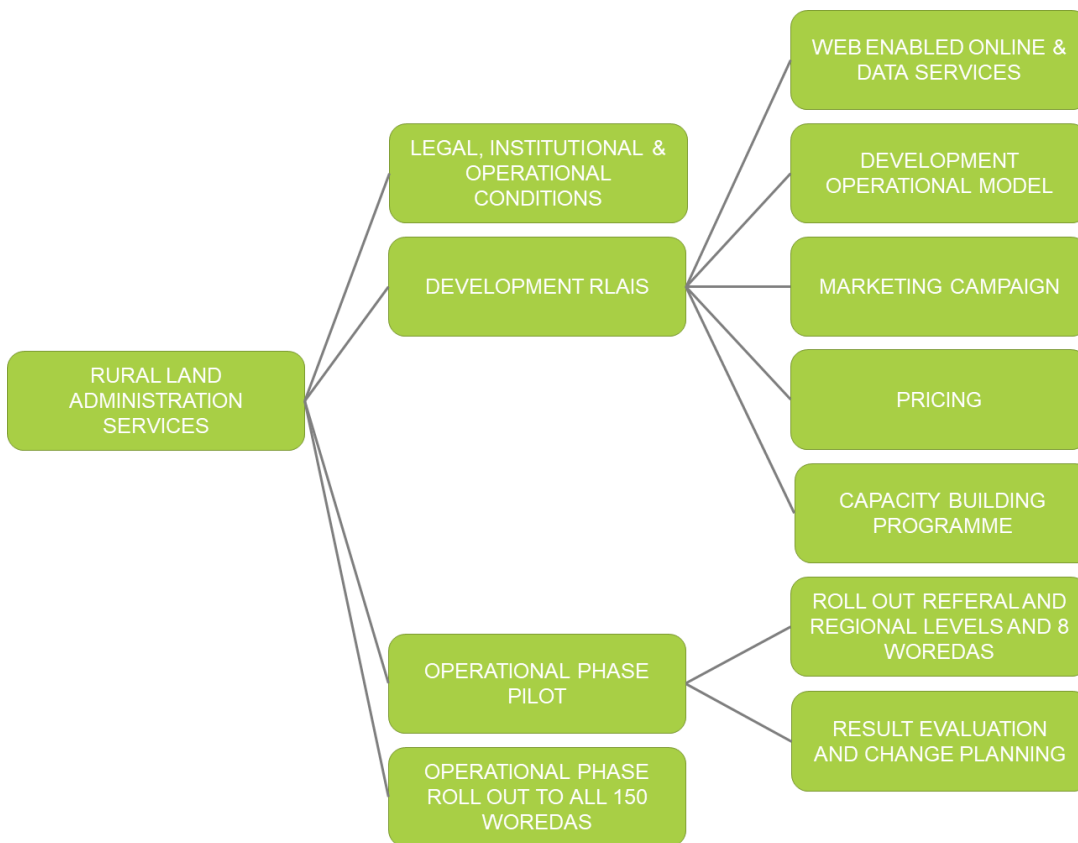 RURAL LAND
ADMINISTRATION
SERVICES
LEGAL, INSTITUTIONAL &
OPERATIONAL
CONDITIONS
DEVELOPMENT RLAIS
OPERATIONAL PHASE
PILOT
OPERATIONAL PHASE
ROLL OUT TO ALL 150
WOREDAS
WEB ENABLED ONLINE &
DATA SERVICES
DEVELOPMENT
OPERATIONAL MODEL
MARKETING CAMPAIGN
PRICING
CAPACITY BUILDING
PROGRAMME
ROLL OUT REFERAL AND
REGIONAL LEVELS AND 8
WOREDAS
RESULT EVALUATION
AND CHANGE PLANNING